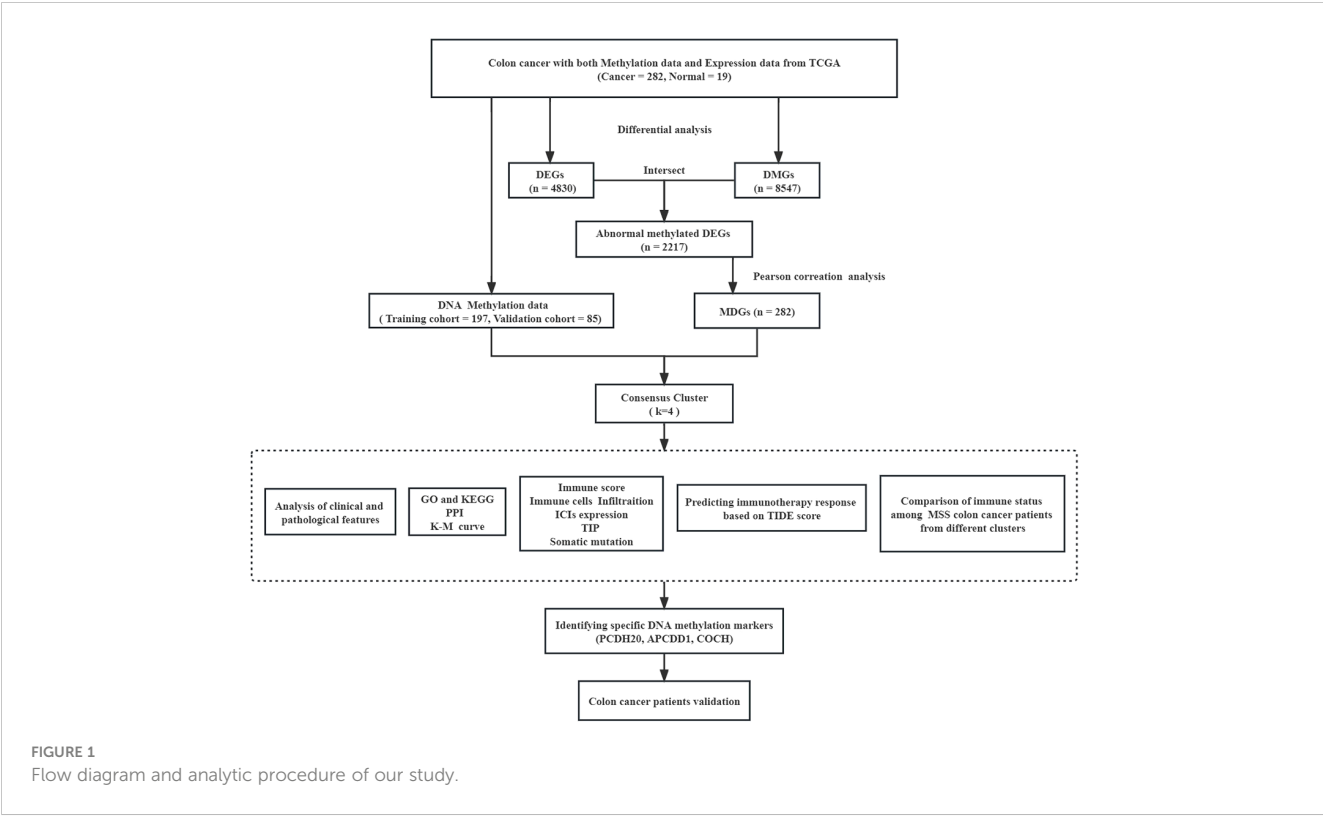 Colon cancer with both Methylation data and Expression data from TCGA
(Cancer = 282, Normal = 19)
Differential analysis
DEGs
(n = 4830)
Intersect
DMGs
(n = 8547)
Abnormal methylated DEGs
(n = 2217)
Pearson correation analysis
DNA Methylation data
( Training cohort = 197, Validation cohort = 85)
MDGs (n = 282)
Consensus Cluster
( k=4 )
Analysis of clinical and
pathological features
GO and KEGG
PPI
K-M curve
Immune score
Immune cells Infiltraition
ICIs expression
TIP
Somatic mutation
Predicting immunotherapy response
based on TIDE score
Comparison of immune status
among MSS colon cancer patients
from different clusters
Identifying specific DNA methylation markers
(PCDH20, APCDD1, COCH)
Colon cancer patients validation
FIGURE 1
Flow diagram and analytic procedure of our study.